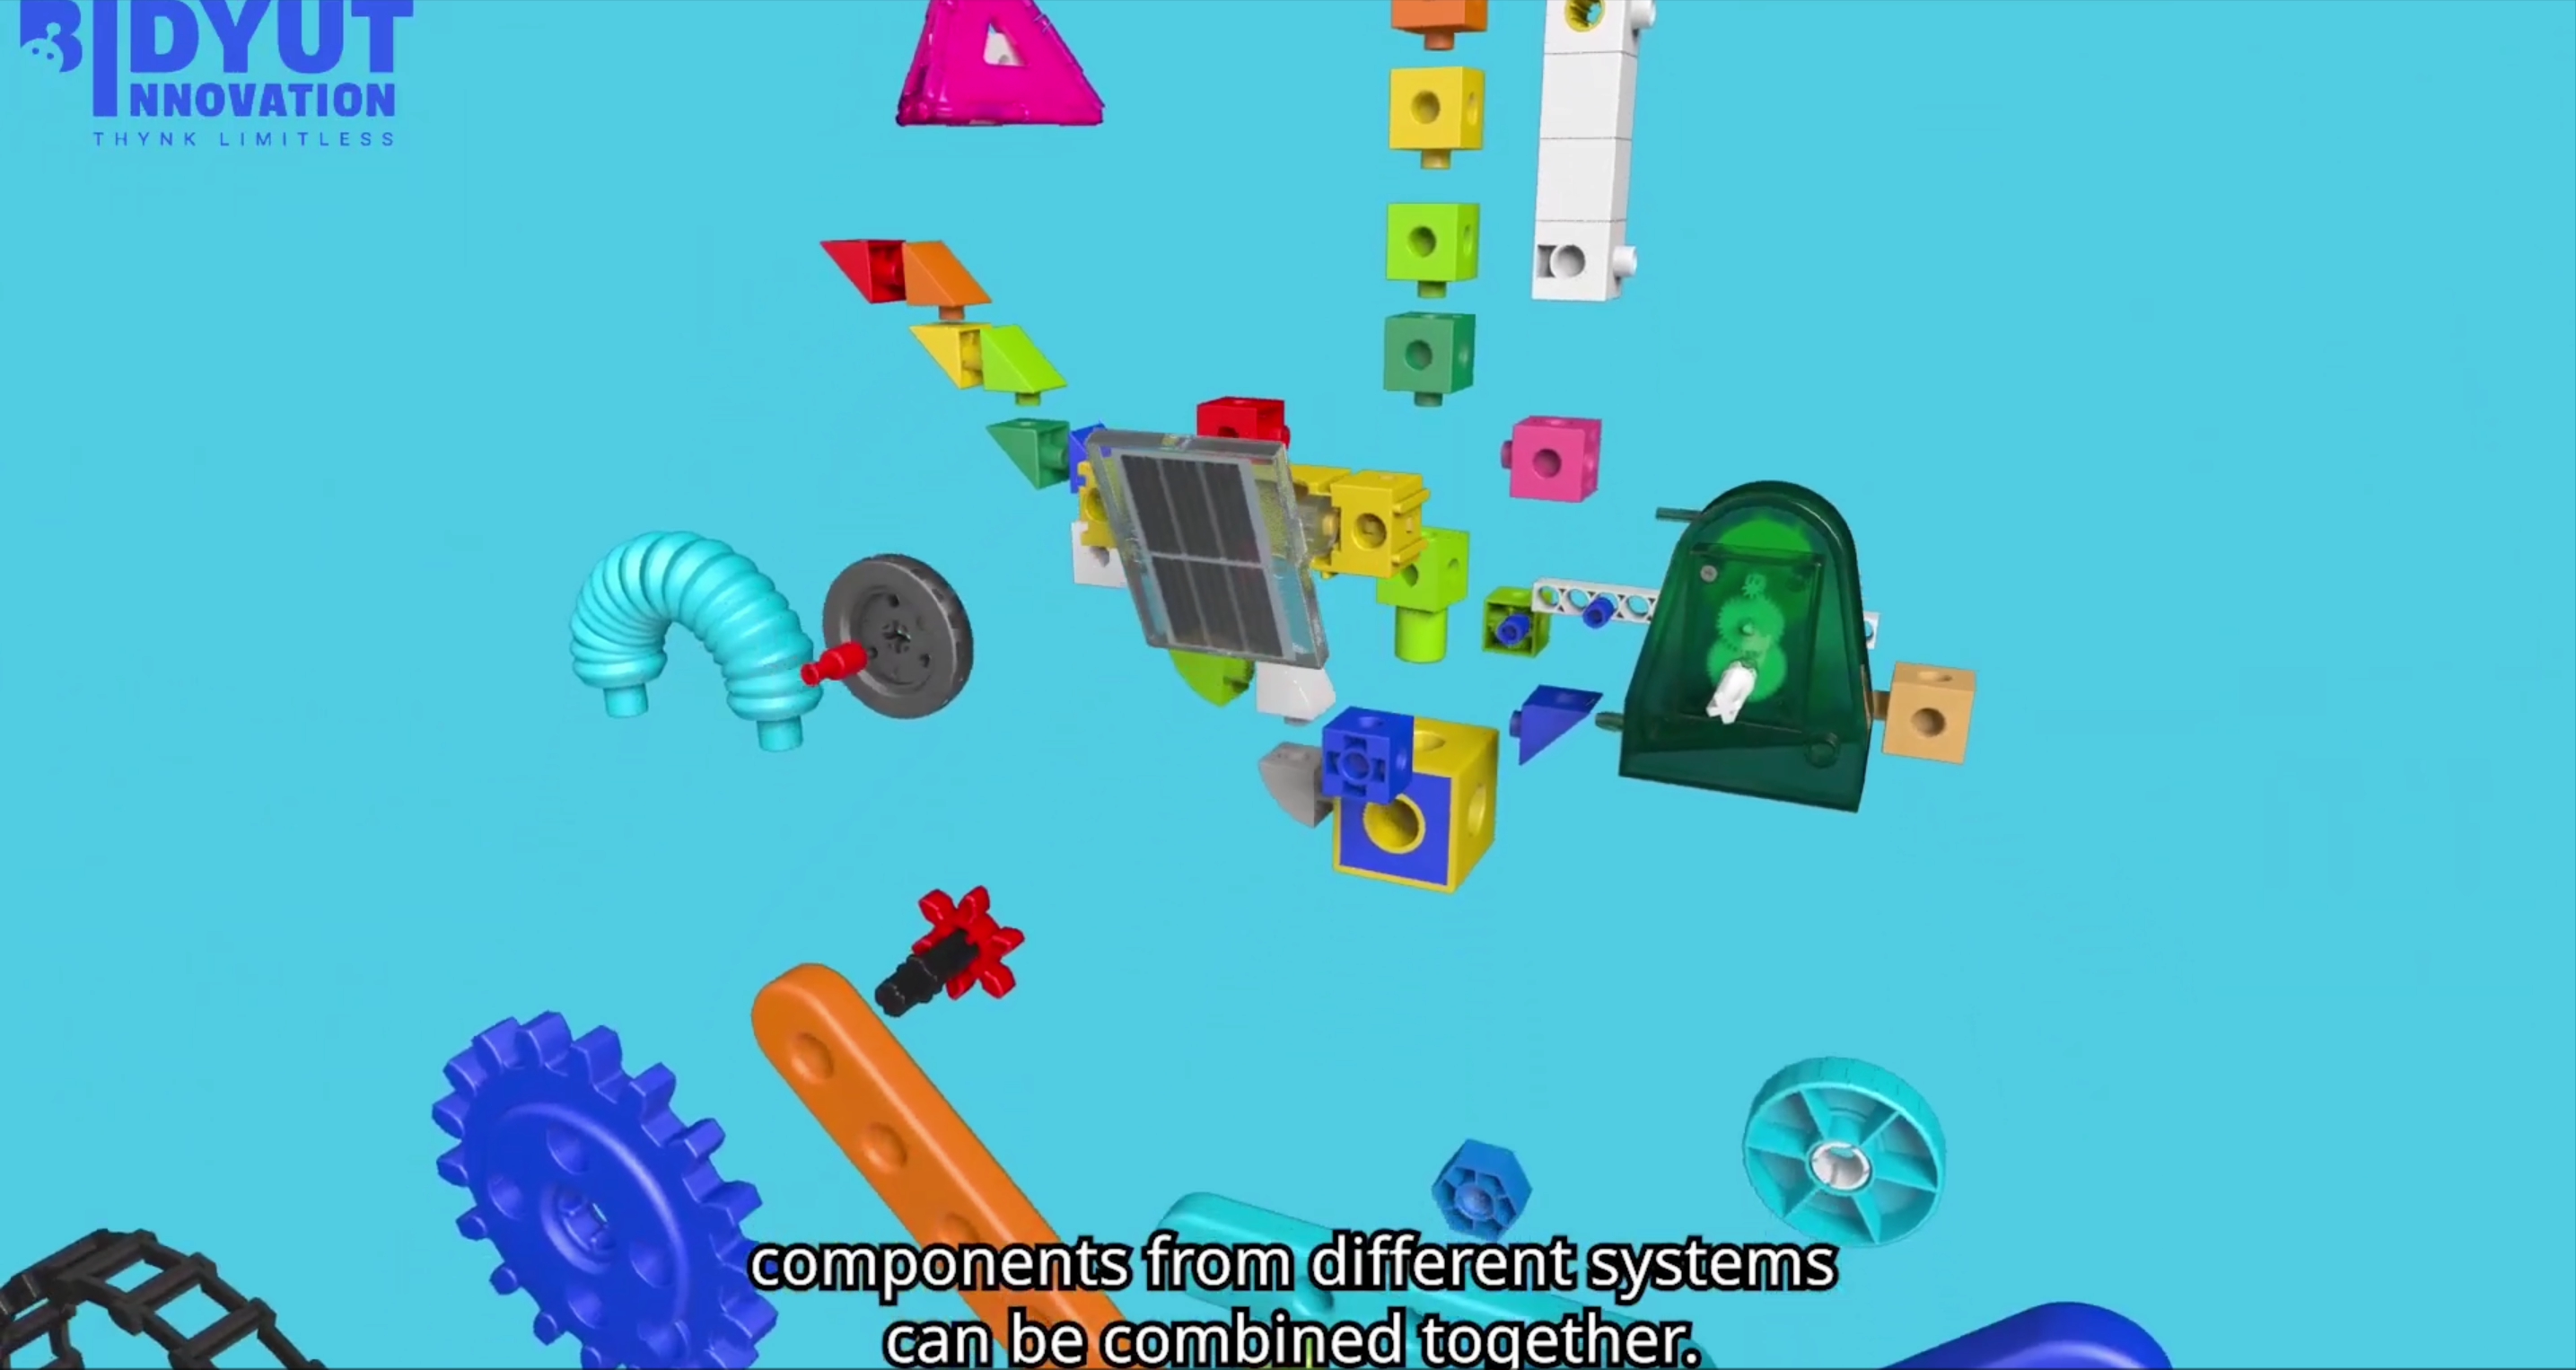 BIDYUT
INNOVATION
THYNK LIMITLESS
components from different systems
can be combined together.